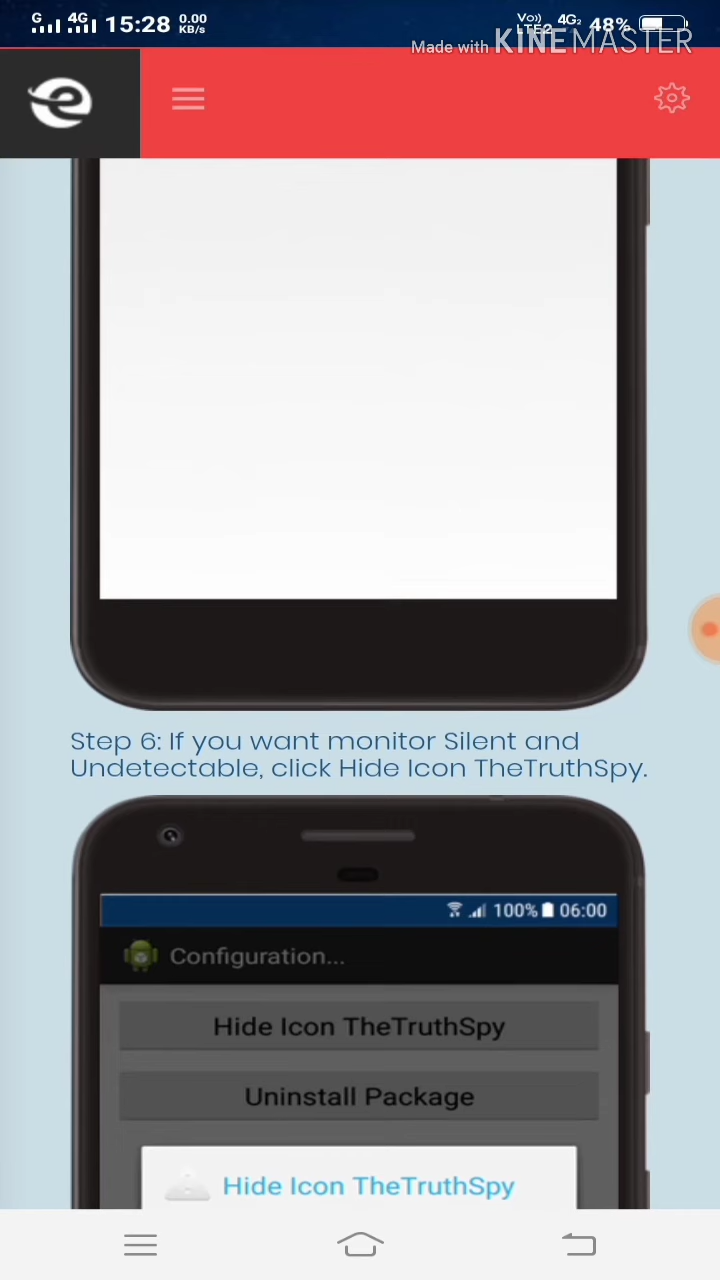 G 4G 15:28 0.00 KB/s Vo)) LTE2 4G2 48%
Made with KINEMASTER
Step 6: If you want monitor Silent and
Undetectable, click Hide Icon TheTruthSpy.
100% 06:00
Configuration...
Hide Icon TheTruthSpy
Uninstall Package
Hide Icon TheTruthSpy